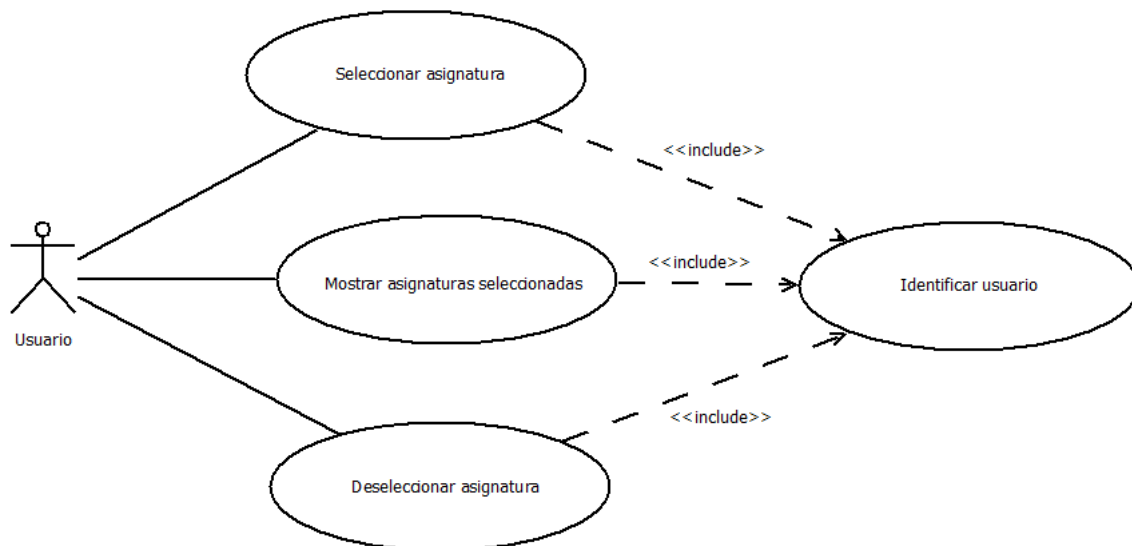 Seleccionar asignatura
<<include>>
Mostrar asignaturas seleccionadas
<<include>>
Identificar usuario
Usuario
<<include>>
Deseleccionar asignatura